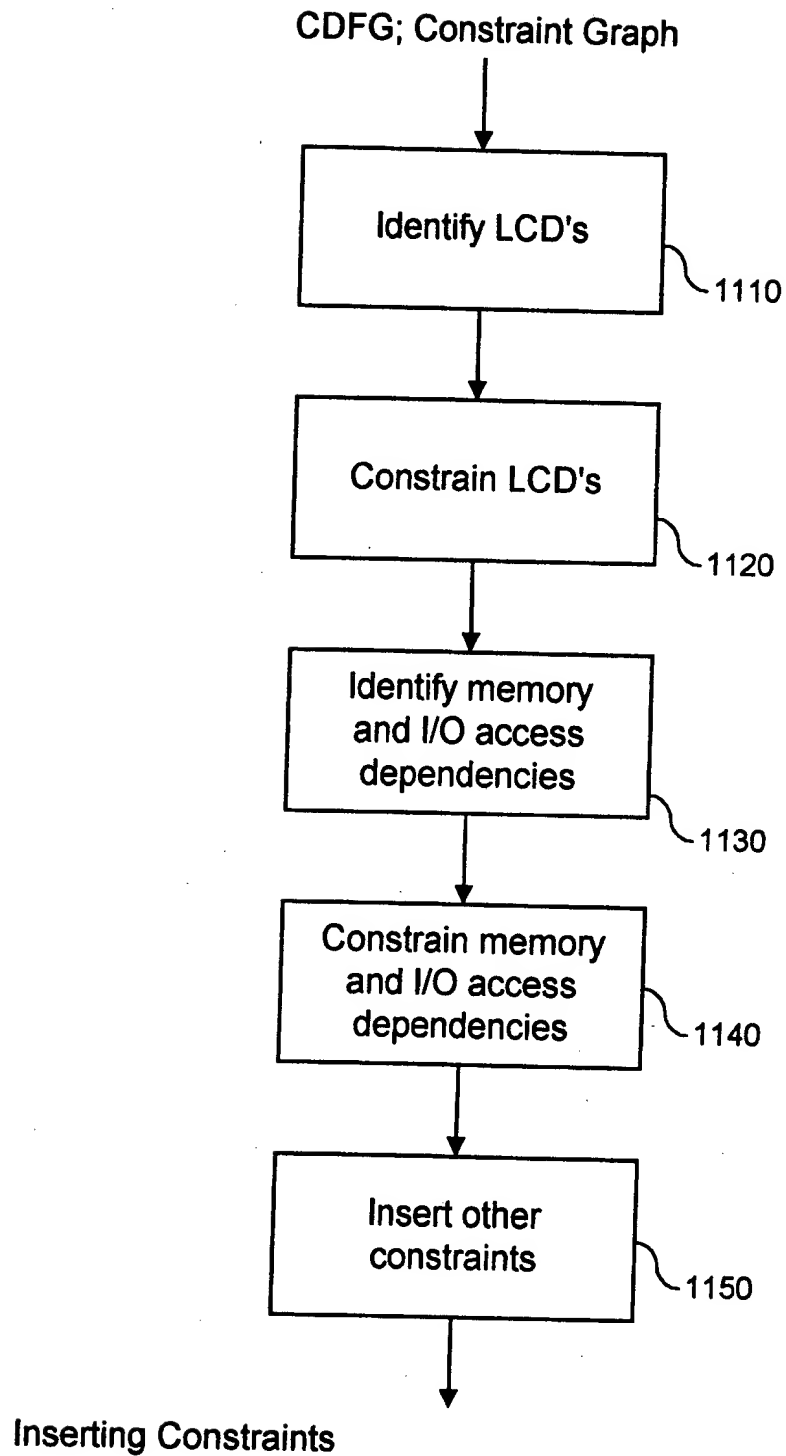 CDFG; Constraint Graph
Identify LCD's
1110
Constrain LCD's
1120
Identify memory
and I/O access
dependencies
1130
Constrain memory
and I/O access
dependencies
1140
Insert other
constraints
1150
Inserting Constraints